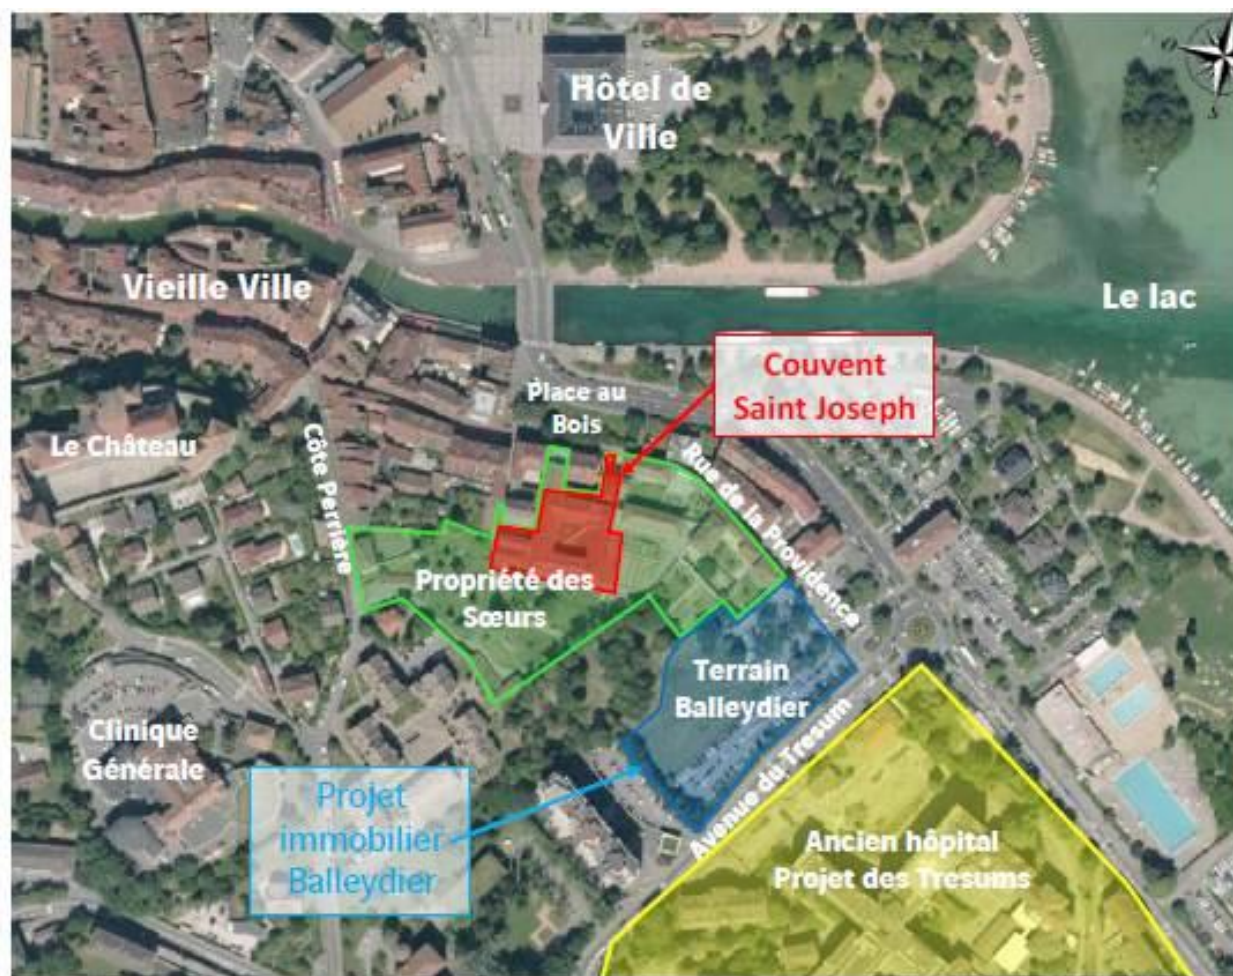 Hôtel de
Ville
Vieille Ville
Le lac
Couvent
Saint Joseph
Place au
Bois
Le Château
Côte Perrière
Rue de la Providence
Propriété des
Sœurs
Terrain
Balleydier
Clinique
Générale
Projet
immobilier
Balleydier
Avenue du Tresum
Ancien hôpital
Projet des Tresums